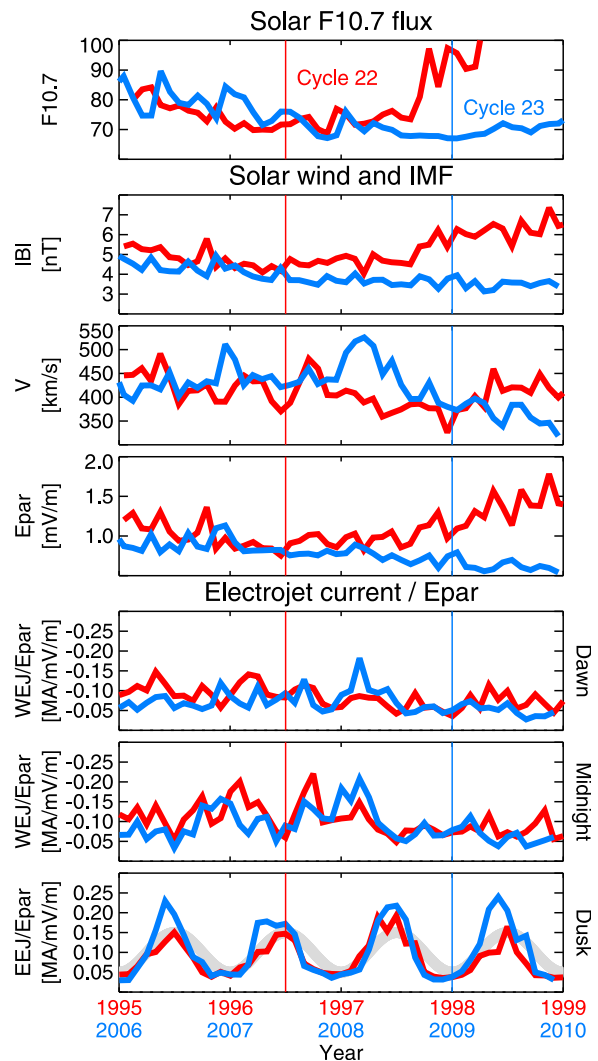 Solar F10.7 flux
F10.7
100
90
80
70
Cycle 22
Cycle 23
Solar wind and IMF
IBI
[nT]
7
6
5
4
3
V
[km/s]
550
500
450
400
350
Epar
[mV/m]
2.0
1.5
1.0
Electrojet current / Epar
WEJ/Epar
[MA/mV/m]
-0.25
-0.20
-0.15
-0.10
-0.05
Dawn
WEJ/Epar
[MA/mV/m]
-0.25
-0.20
-0.15
-0.10
-0.05
Midnight
EEJ/Epar
[MA/mV/m]
0.25
0.20
0.15
0.10
0.05
Dusk
1995 1996 1997 1998 1999
2006 2007 2008 2009 2010
Year